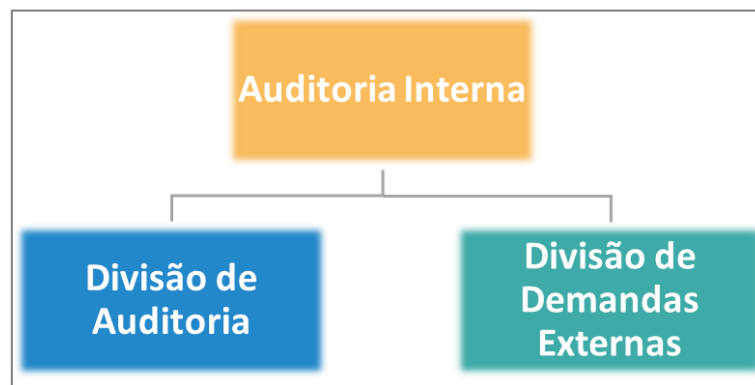 Auditoria Interna
Divisão de
Auditoria
Divisão de
Demandas
Externas